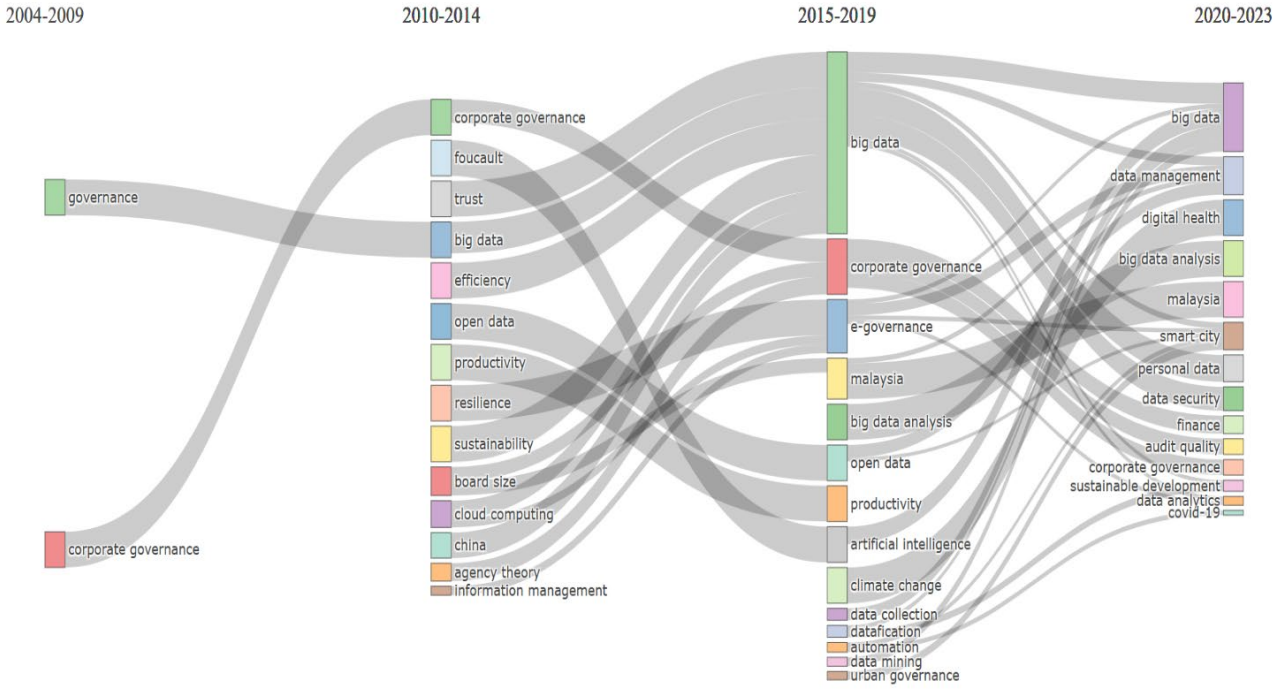 2004-2009
2010-2014
2015-2019
2020-2023
governance
corporate governance
corporate governance
foucault
trust
big data
efficiency
open data
productivity
resilience
sustainability
board size
cloud computing
china
agency theory
information management
big data
corporate governance
e-governance
malaysia
big data analysis
open data
productivity
artificial intelligence
climate change
data collection
datafication
automation
data mining
urban governance
big data
data management
digital health
big data analysis
malaysia
smart city
personal data
data security
finance
audit quality
corporate governance
sustainable development
data analytics
covid-19